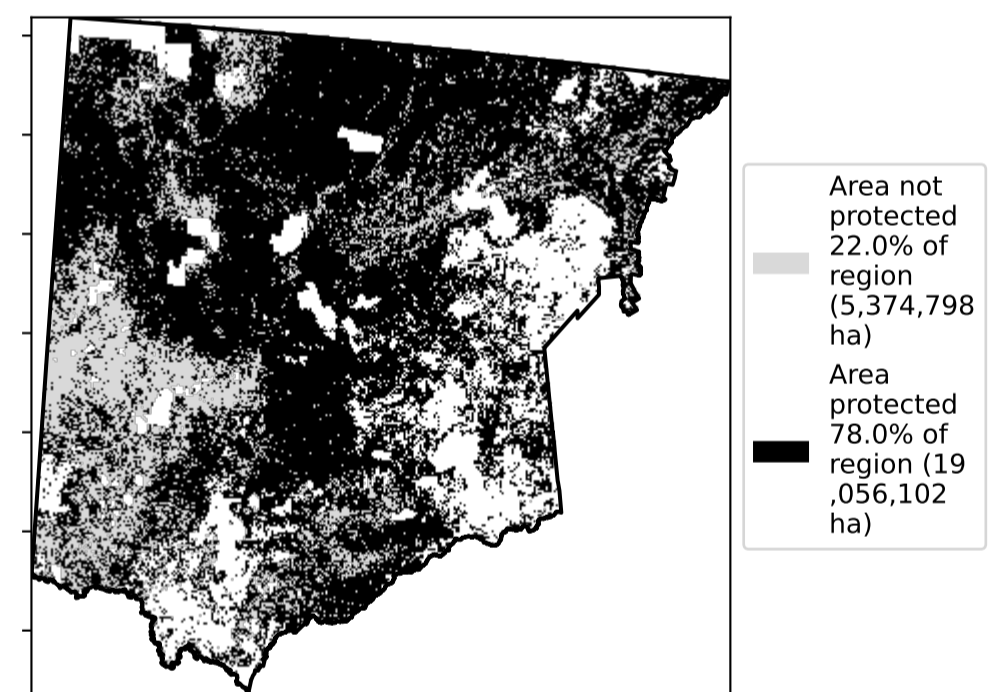 Area not
protected
22.0% of
region
(5,374,798
ha)
Area
protected
78.0% of
region (19
,056,102
ha)